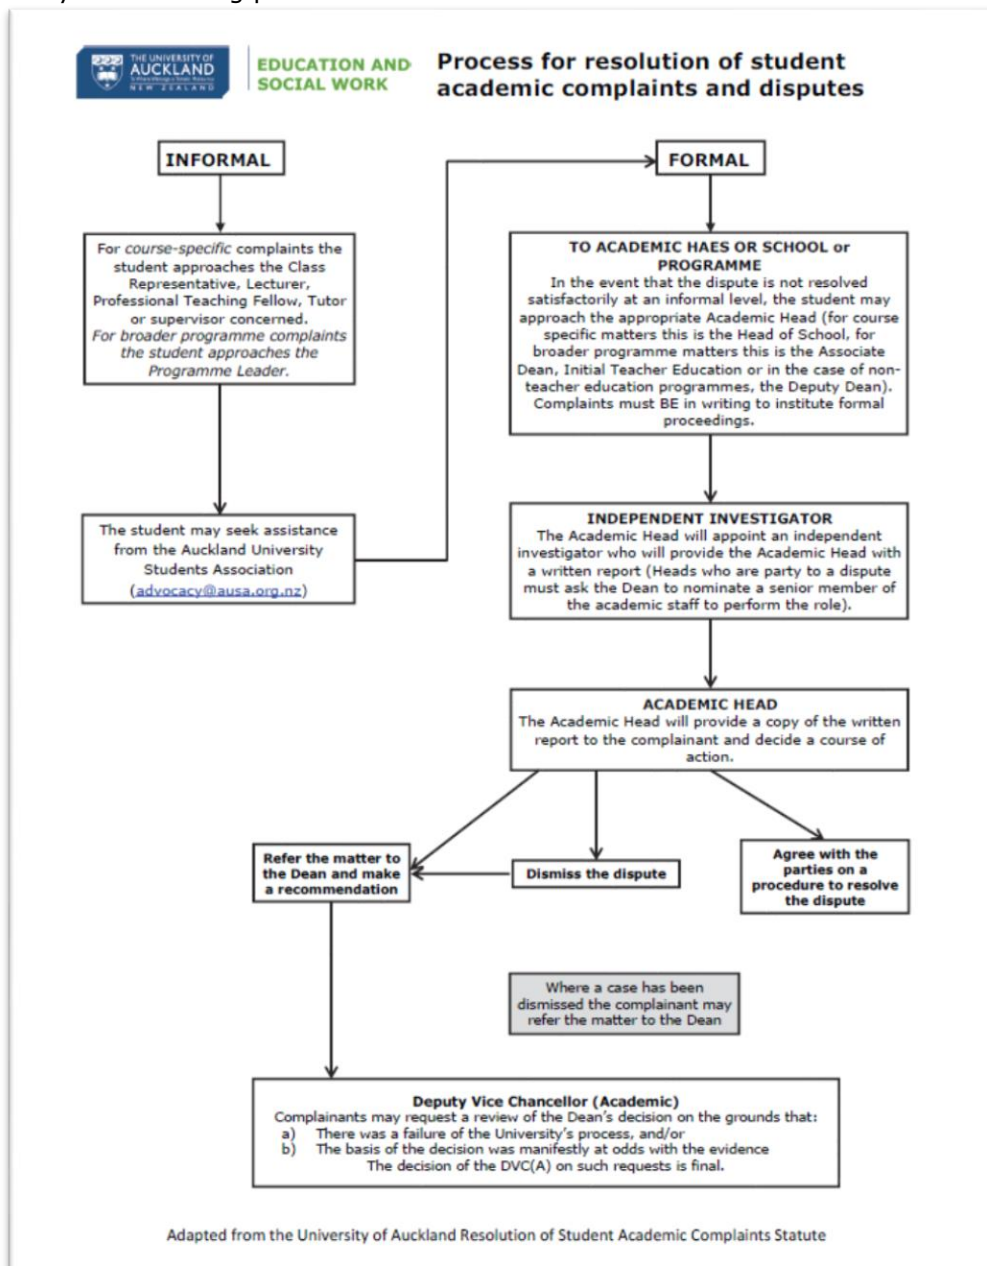 THE UNIVERSITY OF
AUCKLAND
NEW ZEALAND
EDUCATION AND
SOCIAL WORK
Process for resolution of student
academic complaints and disputes
INFORMAL
For course-specific complaints the
student approaches the Class
Representative, Lecturer,
Professional Teaching Fellow, Tutor
or supervisor concerned.
For broader programme complaints
the student approaches the
Programme Leader.
The student may seek assistance
from the Auckland University
Students Association
(advocacy@ausa.org.nz)
FORMAL
TO ACADEMIC HAES OR SCHOOL or
PROGRAMME
In the event that the dispute is not resolved
satisfactorily at an informal level, the student may
approach the appropriate Academic Head (for course
specific matters this is the Head of School, for
broader programme matters this is the Associate
Dean, Initial Teacher Education or in the case of non-
teacher education programmes, the Deputy Dean).
Complaints must BE in writing to institute formal
proceedings.
INDEPENDENT INVESTIGATOR
The Academic Head will appoint an independent
investigator who will provide the Academic Head with
a written report (Heads who are party to a dispute
must ask the Dean to nominate a senior member of
the academic staff to perform the role).
ACADEMIC HEAD
The Academic Head will provide a copy of the written
report to the complainant and decide a course of
action.
Refer the matter to
the Dean and make
a recommendation
Dismiss the dispute
Agree with the
parties on a
procedure to resolve
the dispute
Where a case has been
dismissed the complainant may
refer the matter to the Dean
Deputy Vice Chancellor (Academic)
Complainants may request a review of the Dean's decision on the grounds that:
a) There was a failure of the University's process, and/or
b) The basis of the decision was manifestly at odds with the evidence
The decision of the DVC(A) on such requests is final.
Adapted from the University of Auckland Resolution of Student Academic Complaints Statute